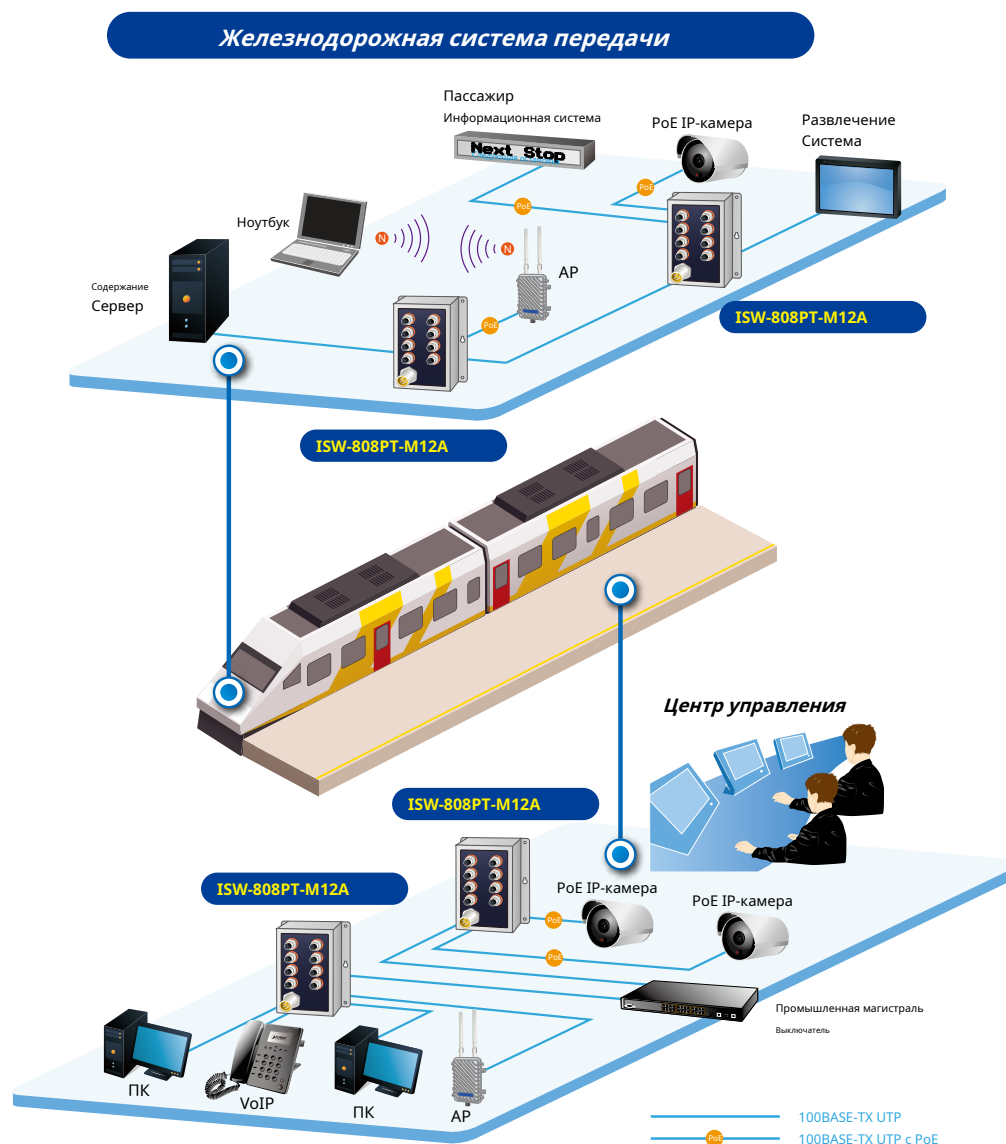 Железнодорожная система передачи
Пассажир
Информационная система
PoE IP-камера
Развлечение
Система
Next Stop
PoE
PoE
Ноутбук
N
N
AP
Содержание
Сервер
PoE
ISW-808PT-M12A
ISW-808PT-M12A
Центр управления
ISW-808PT-M12A
ISW-808PT-M12A
PoE IP-камера
PoE IP-камера
PoE
PoE
Промышленная магистраль
Выключатель
ПК
VoIP
ПК
AP
100BASE-TX UTP
PoE
100BASE-TX UTP с PoE